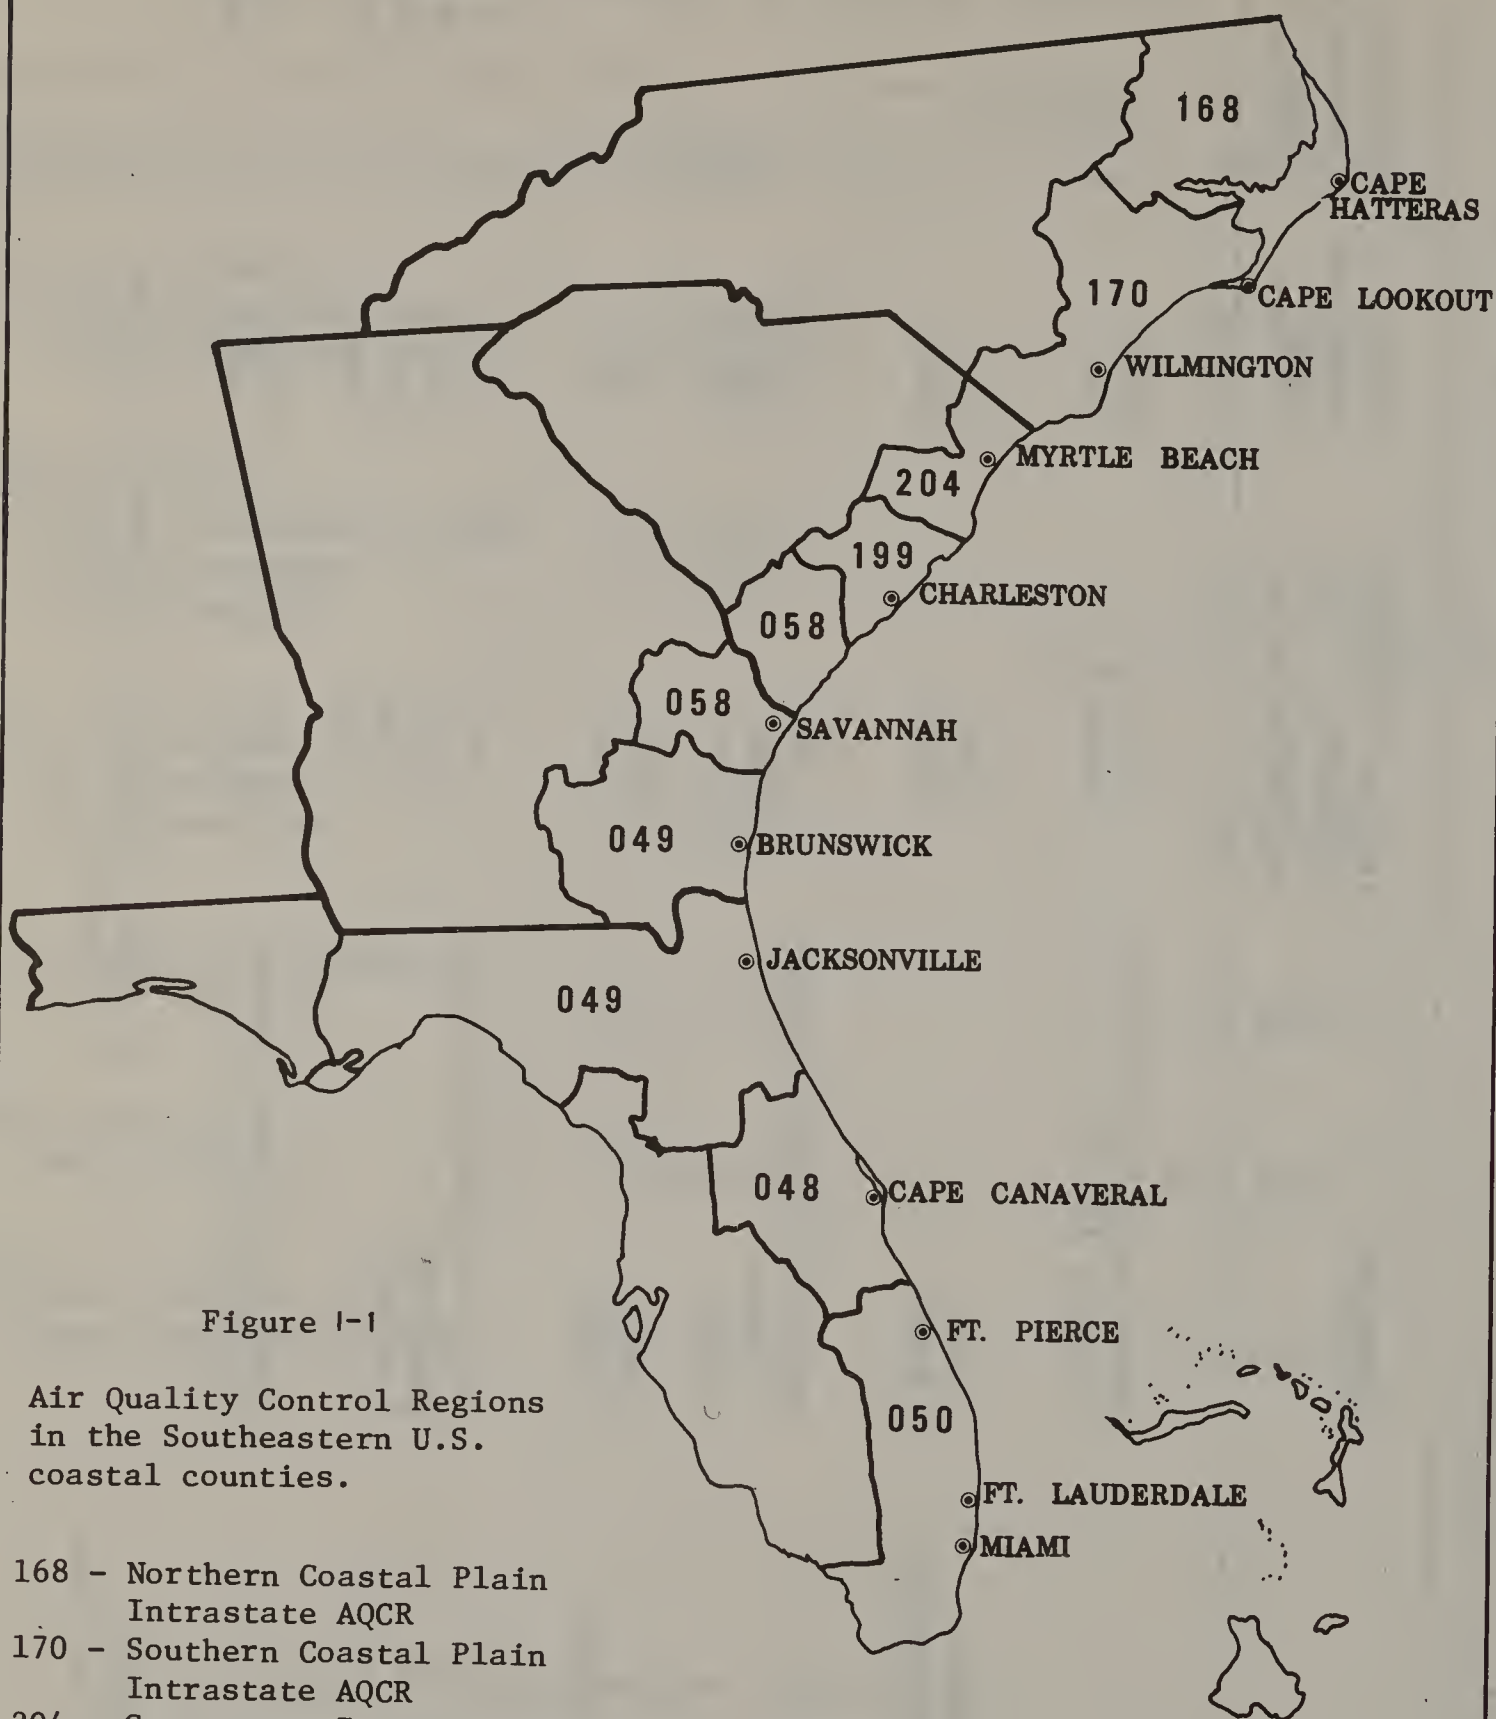 168
CAPE
HATTERAS
170
CAPE LOOKOUT
WILMINGTON
MYRTLE BEACH
204
199
CHARLESTON
058
058
SAVANNAH
049
BRUNSWICK
JACKSONVILLE
049
048
CAPE CANAVERAL
FT. PIERCE
050
FT. LAUDERDALE
MIAMI
Figure 1-1
Air Quality Control Regions
in the Southeastern U.S.
coastal counties.
168 - Northern Coastal Plain
Intrastate AQCR
170 - Southern Coastal Plain
Intrastate AQCR